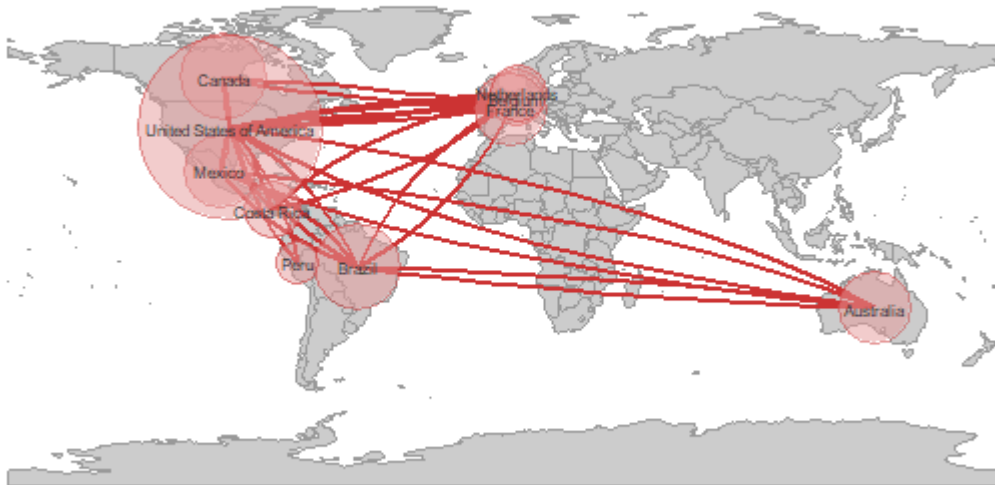 Canada
Netherlands
Belgium
France
United States of America
Mexico
Costa Rica
Peru
Brazil
Australia